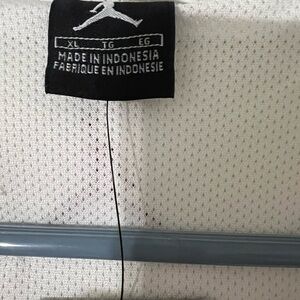 XL TG EG
MADE IN INDONESIA
FABRIQUE EN INDONESIE